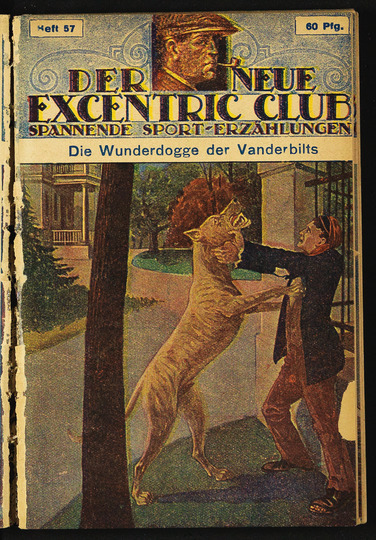 Heft 57
60 Pfg.
DER NEUE
EXCENTRIC CLUB
SPANNENDE SPORT-ERZÄHLUNGEN
Die Wunderdogge der Vanderbilts